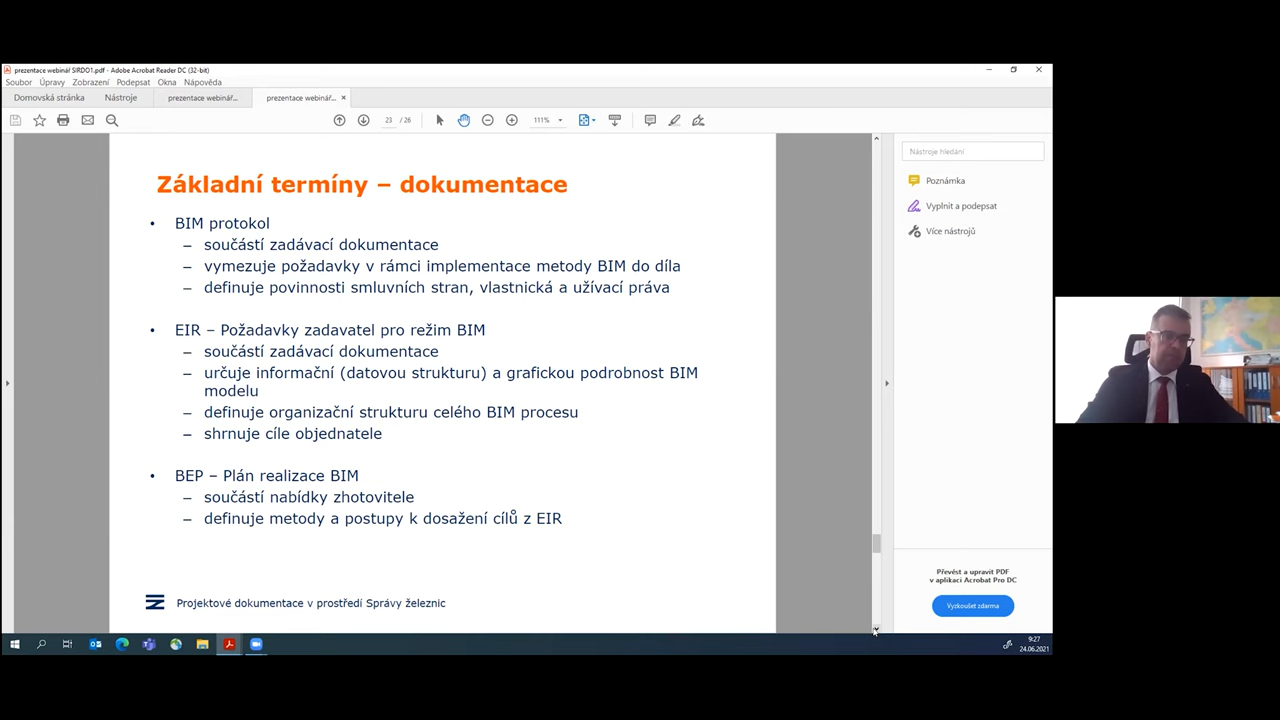 prezentace webinář SIRDO1.pdf - Adobe Acrobat Reader DC (32-bit)
Soubor Úpravy Zobrazení Podepsat Okna Nápověda
Domovská stránka Nástroje prezentace webinář... prezentace webinář... ×
23 / 26 111%
Základní termíny – dokumentace
• BIM protokol
– součástí zadávací dokumentace
– vymezuje požadavky v rámci implementace metody BIM do díla
– definuje povinnosti smluvních stran, vlastnická a užívací práva
• EIR – Požadavky zadavatel pro režim BIM
– součástí zadávací dokumentace
– určuje informační (datovou strukturu) a grafickou podrobnost BIM
modelu
– definuje organizační strukturu celého BIM procesu
– shrnuje cíle objednatele
• BEP – Plán realizace BIM
– součástí nabídky zhotovitele
– definuje metody a postupy k dosažení cílů z EIR
Projektové dokumentace v prostředí Správy železnic
Nástroje hledání
Poznámka
Vyplnit a podepsat
Více nástrojů
Převést a upravit PDF
v aplikaci Acrobat Pro DC
Vyzkoušet zdarma
9:27
24.06.2021